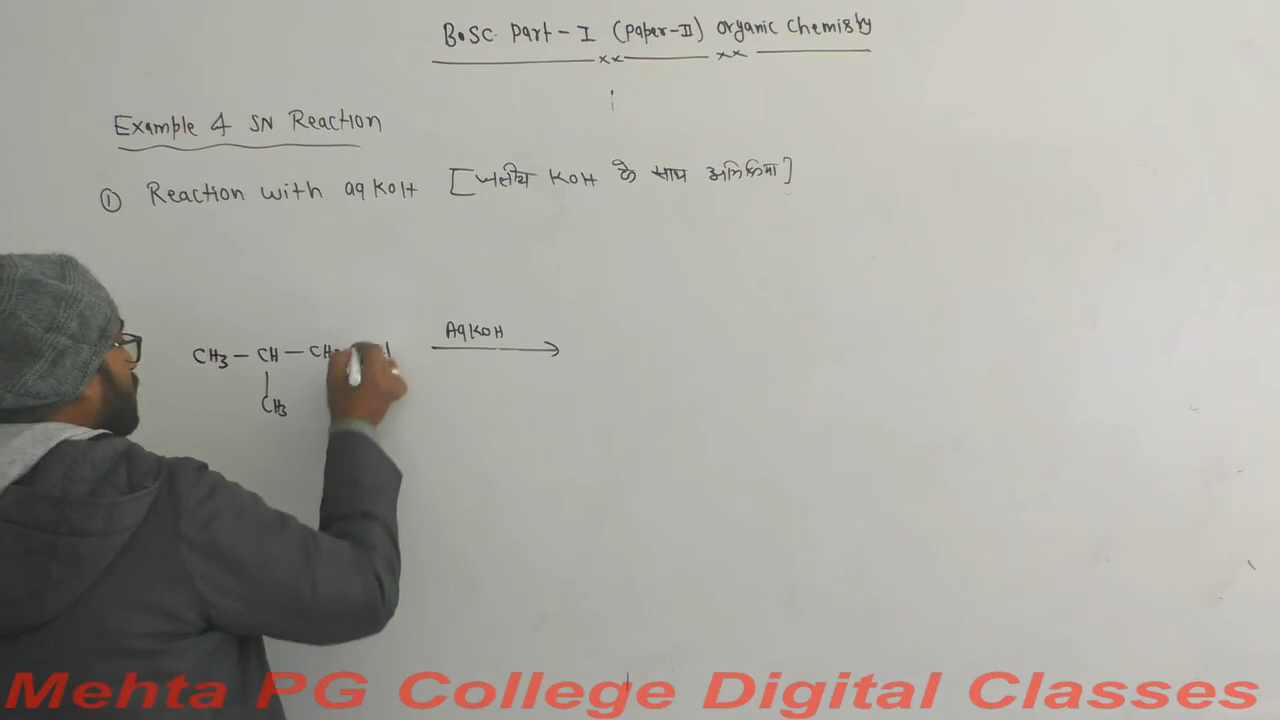 B.SC. Part - I (Paper-II) Organic Chemistry
Example 4 SN Reaction
① Reaction with aq KOH [जलीय KOH के साथ अभिक्रिया]
Aq KOH
CH3 — CH — CH
CH3
Mehta PG College Digital Classes